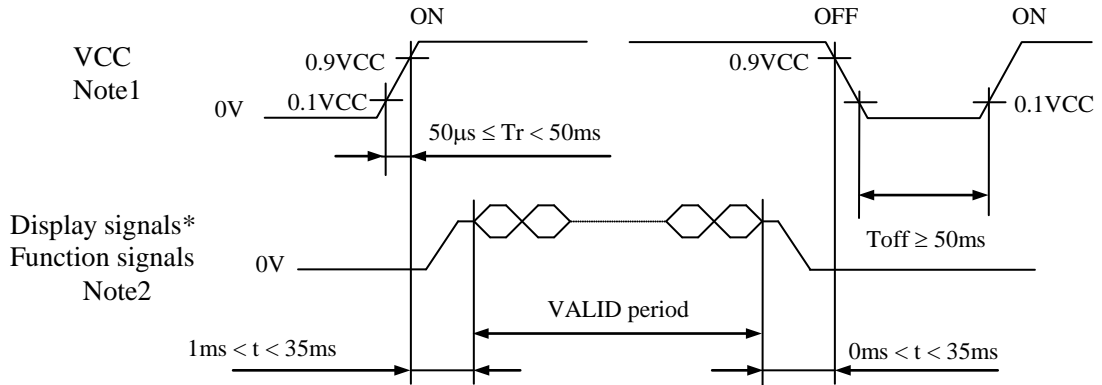 ON OFF ON
VCC
Note1
0.9VCC 0.9VCC
0V 0.1VCC 0.1VCC
50μs ≤ Tr < 50ms
Display signals*
Function signals
Note2
0V
Toff ≥ 50ms
VALID period
1ms < t < 35ms 0ms < t < 35ms